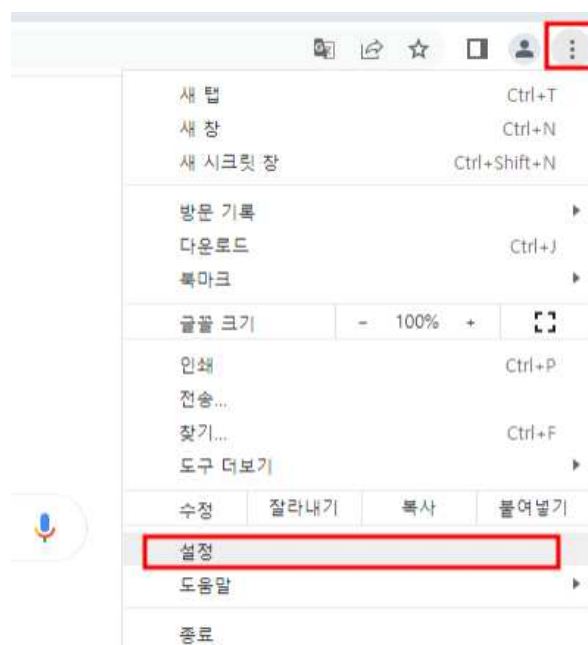 새 탭 Ctrl+T
새 창 Ctrl+N
새 시크릿 창 Ctrl+Shift+N
방문 기록
다운로드 Ctrl+J
북마크
글꼴 크기 - 100% +
인쇄 Ctrl+P
전송...
찾기... Ctrl+F
도구 더보기
수정 잘라내기 복사 붙여넣기
설정
도움말
종료